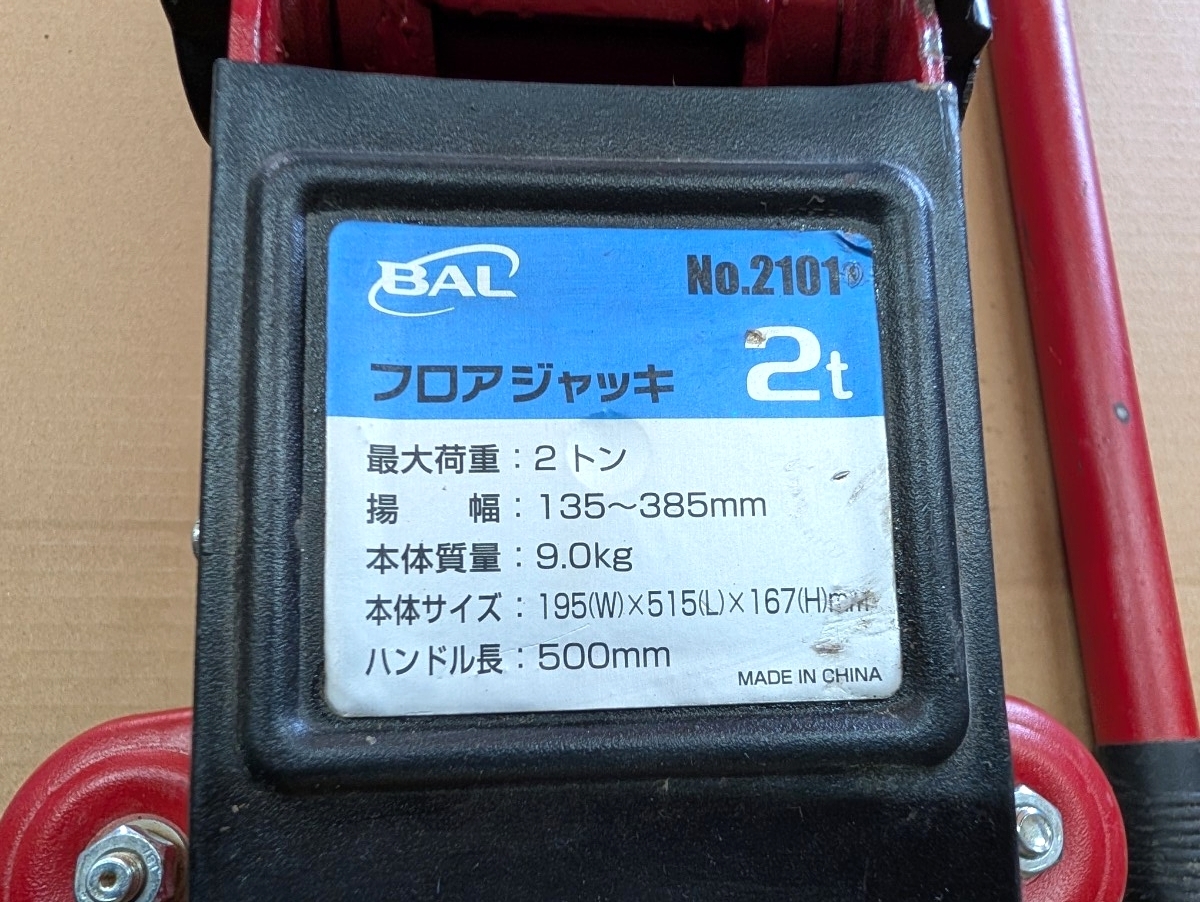 BAL
No.2101
フロアジャッキ 2t
最大荷重：2 トン
揚　幅：135～385mm
本体質量：9.0kg
本体サイズ：195(W)×515(L)×167(H)mm
ハンドル長：500mm
MADE IN CHINA